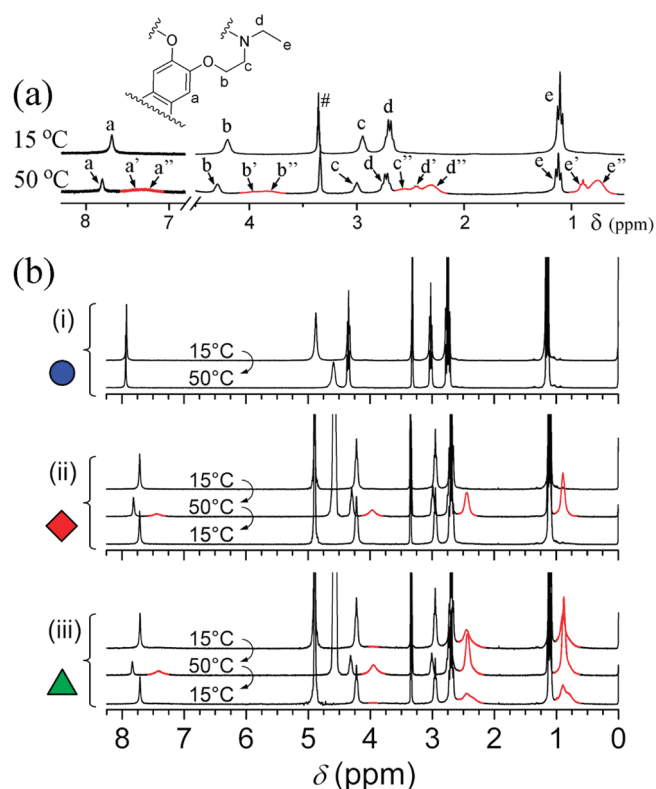 O
O
N
d
e
c
b
a
(a)
15 °C
a
b
#
c
d
e
50 °C
a
a'
a''
b
b'
b''
c
d
c''
d'
d''
e
e'
e''
8
7
4
3
2
1
δ (ppm)
(b)
(i)
15°C
50°C
(ii)
15°C
50°C
15°C
(iii)
15°C
50°C
15°C
8
7
6
5
4
3
2
1
0
δ (ppm)